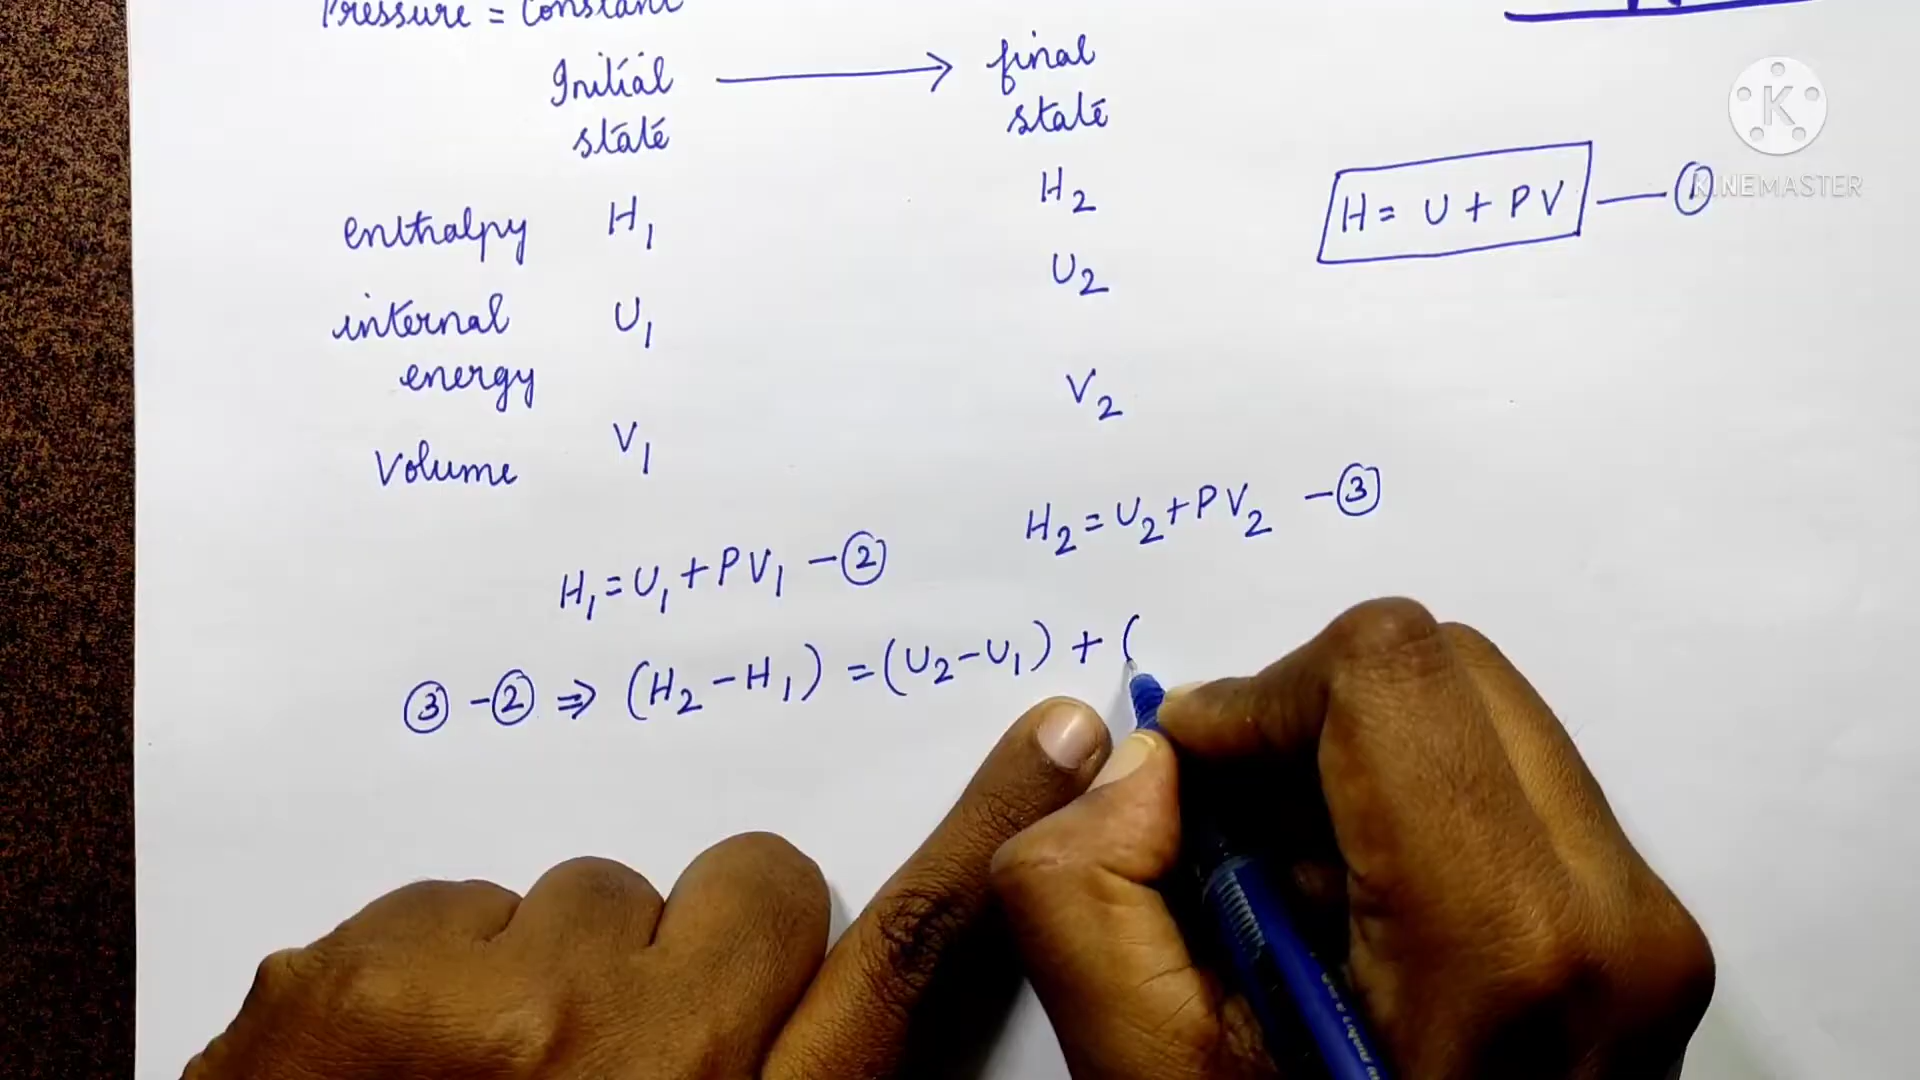 Pressure = Constant
Initial → final
state state
H = U + PV — ①
KINEMASTER
enthalpy H₁ H₂
internal U₁ U₂
energy
Volume V₁ V₂
H₁ = U₁ + PV₁ – ② H₂ = U₂ + PV₂ – ③
③ – ② ⇒ (H₂ – H₁) = (U₂ – U₁) + (